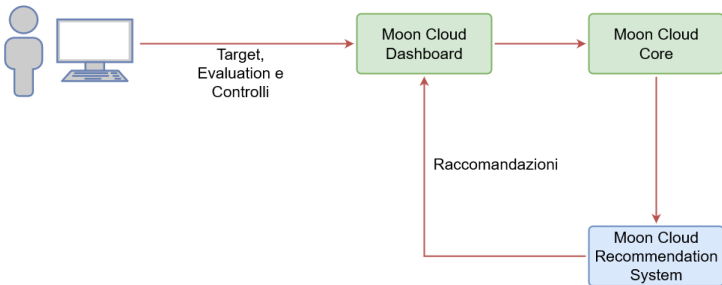 Target,
Evaluation e
Controlli
Moon Cloud
Dashboard
Moon Cloud
Core
Raccomandazioni
Moon Cloud
Recommendation
System